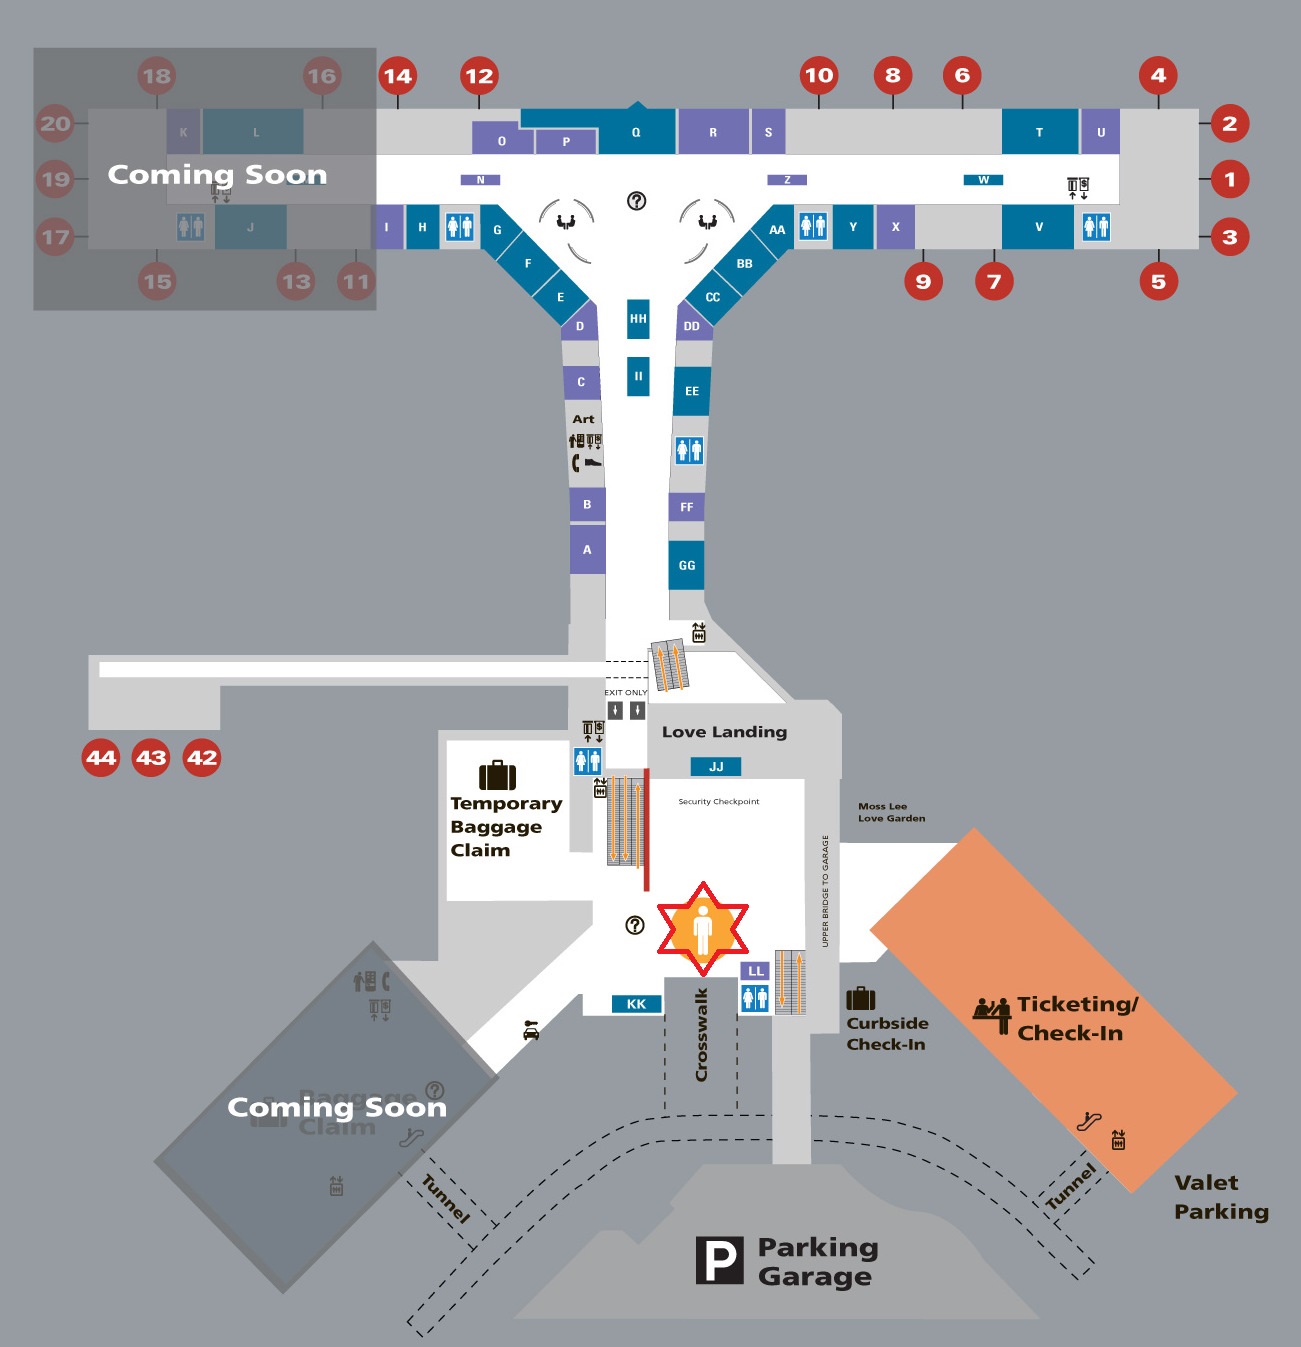 18
16
14
12
10
8
6
4
20
K
L
O
P
Q
R
S
T
U
2
Coming Soon
19
N
Z
W
1
17
J
I
H
G
AA
Y
X
V
3
F
BB
15
13
11
E
CC
9
7
5
D
HH
DD
C
II
EE
Art
B
FF
A
GG
EXIT ONLY
44
43
42
Love Landing
JJ
Temporary
Baggage
Claim
Security Checkpoint
Moss Lee
Love Garden
UPPER BRIDGE TO GARAGE
?
LL
KK
Crosswalk
Curbside
Check-In
Ticketing/
Check-In
Baggage
Claim
Coming Soon
Tunnel
Tunnel
Valet
Parking
P
Parking
Garage